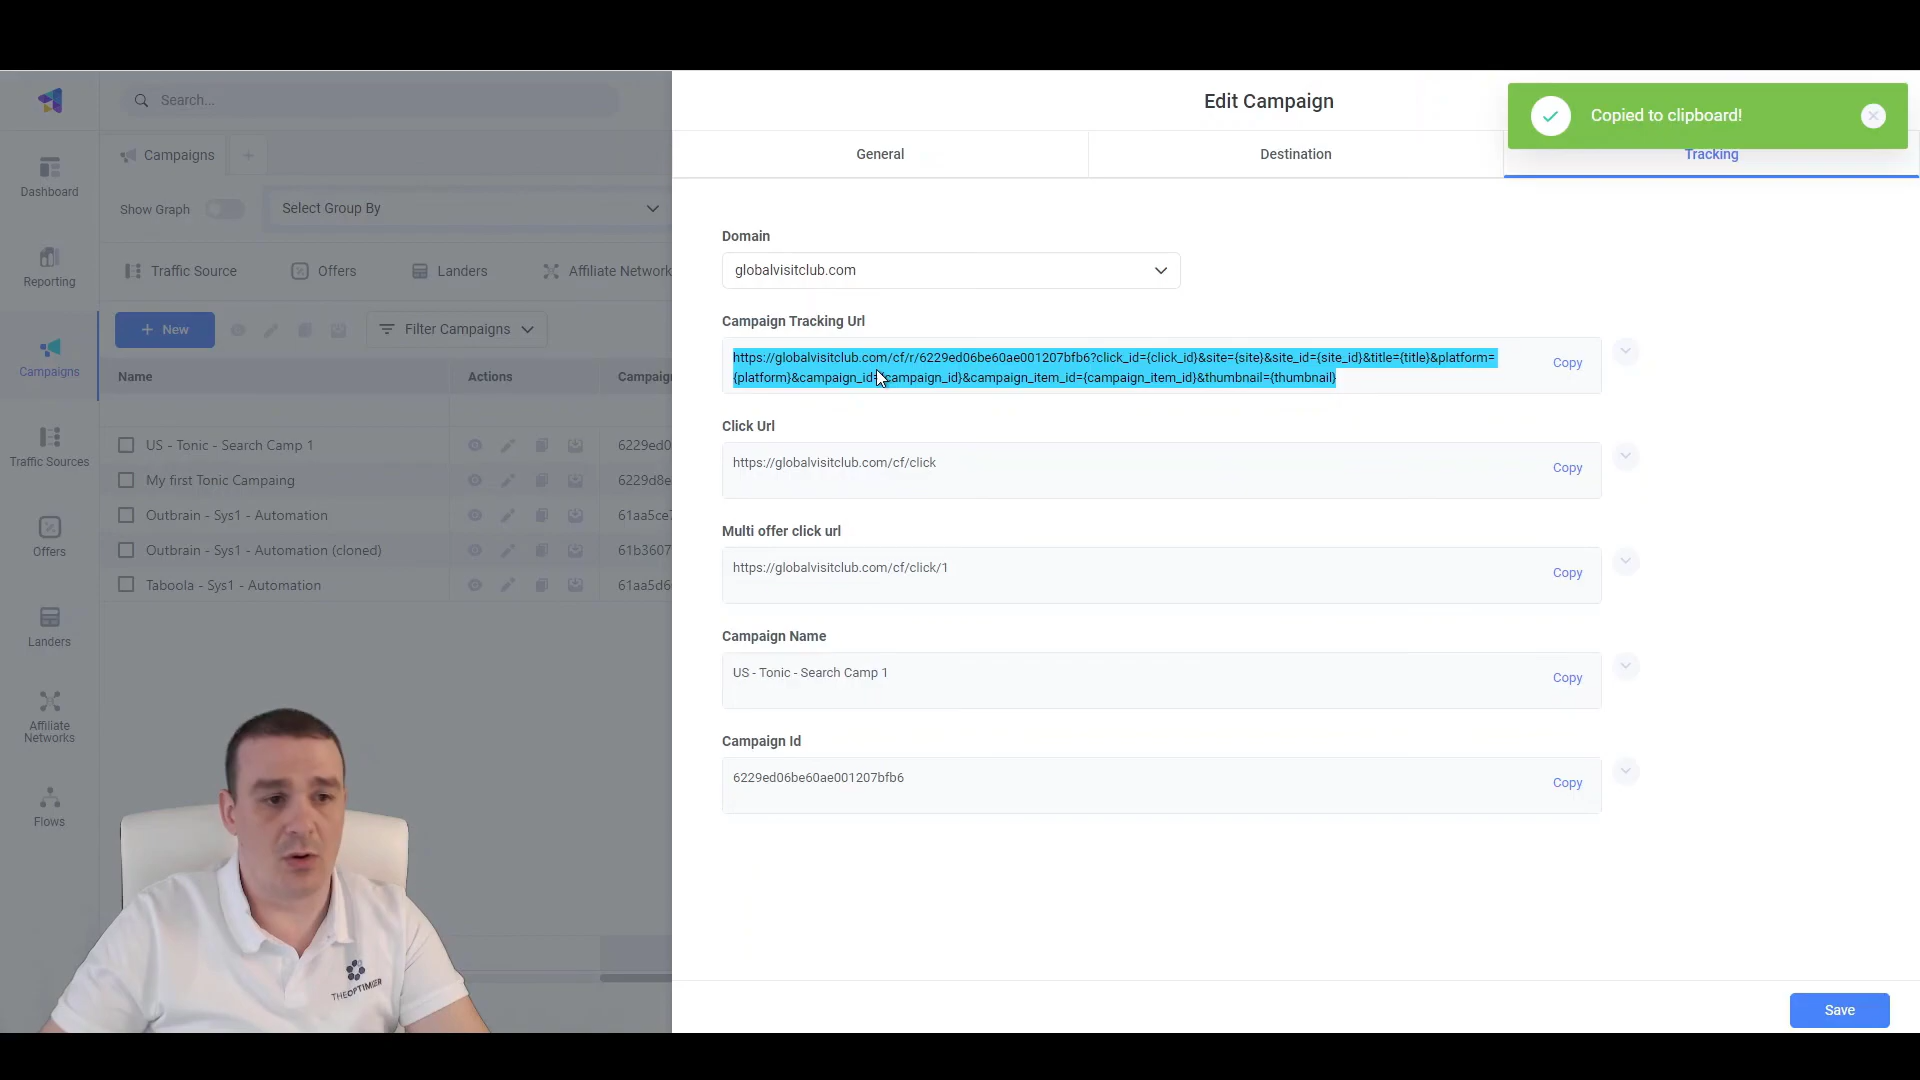 Search...
Edit Campaign
Copied to clipboard!
Campaigns
General
Destination
Tracking
Dashboard
Show Graph
Select Group By
Domain
globalvisitclub.com
Reporting
Traffic Source
Offers
Landers
Affiliate Network
Campaign Tracking Url
New
Filter Campaigns
https://globalvisitclub.com/cf/r/6229ed06be60ae001207bfb6?click_id={click_id}&site={site}&site_id={site_id}&title={title}&platform=
{platform}&campaign_id={campaign_id}&campaign_item_id={campaign_item_id}&thumbnail={thumbnail}
Copy
Campaigns
Name
Actions
Campaign
Click Url
https://globalvisitclub.com/cf/click
Copy
US - Tonic - Search Camp 1
6229ed0
Traffic Sources
My first Tonic Campaing
6229d8e
Outbrain - Sys1 - Automation
61aa5ce7
Multi offer click url
https://globalvisitclub.com/cf/click/1
Copy
Offers
Outbrain - Sys1 - Automation (cloned)
61b3607
Taboola - Sys1 - Automation
61aa5d6
Landers
Campaign Name
US - Tonic - Search Camp 1
Copy
Affiliate
Networks
Campaign Id
6229ed06be60ae001207bfb6
Copy
Flows
THEOPTIMIZER
Save